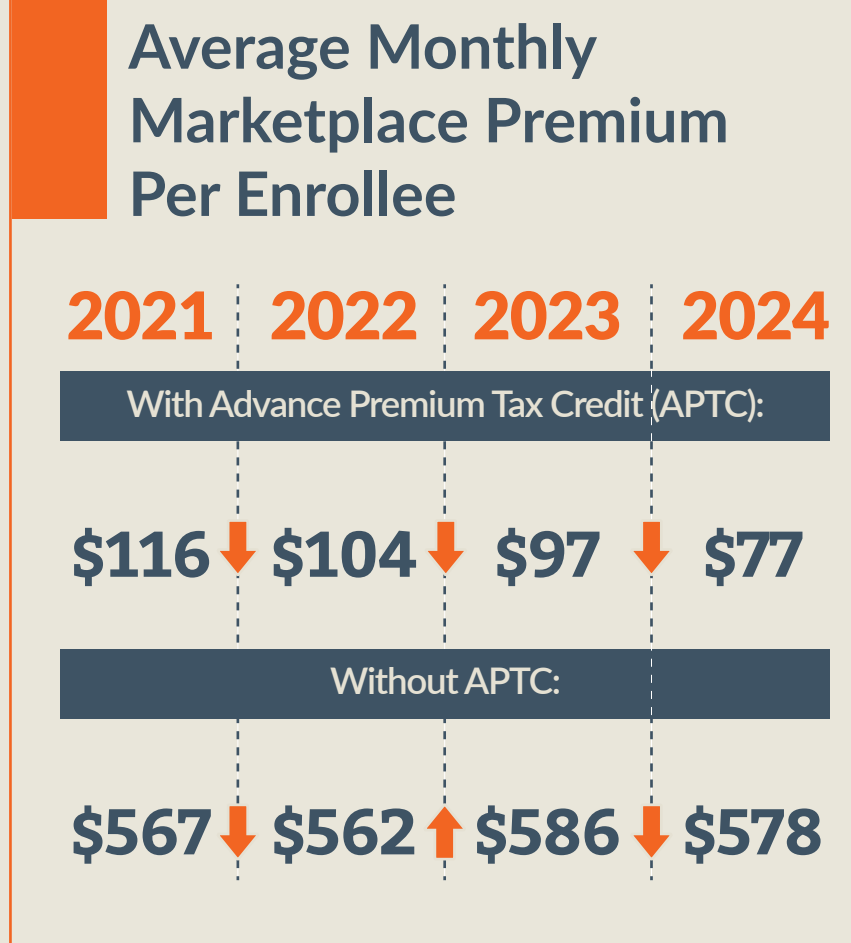 Average Monthly
Marketplace Premium
Per Enrollee
2021 2022 2023 2024
With Advance Premium Tax Credit (APTC):
$116 $104 $97 $77
Without APTC:
$567 $562 $586 $578